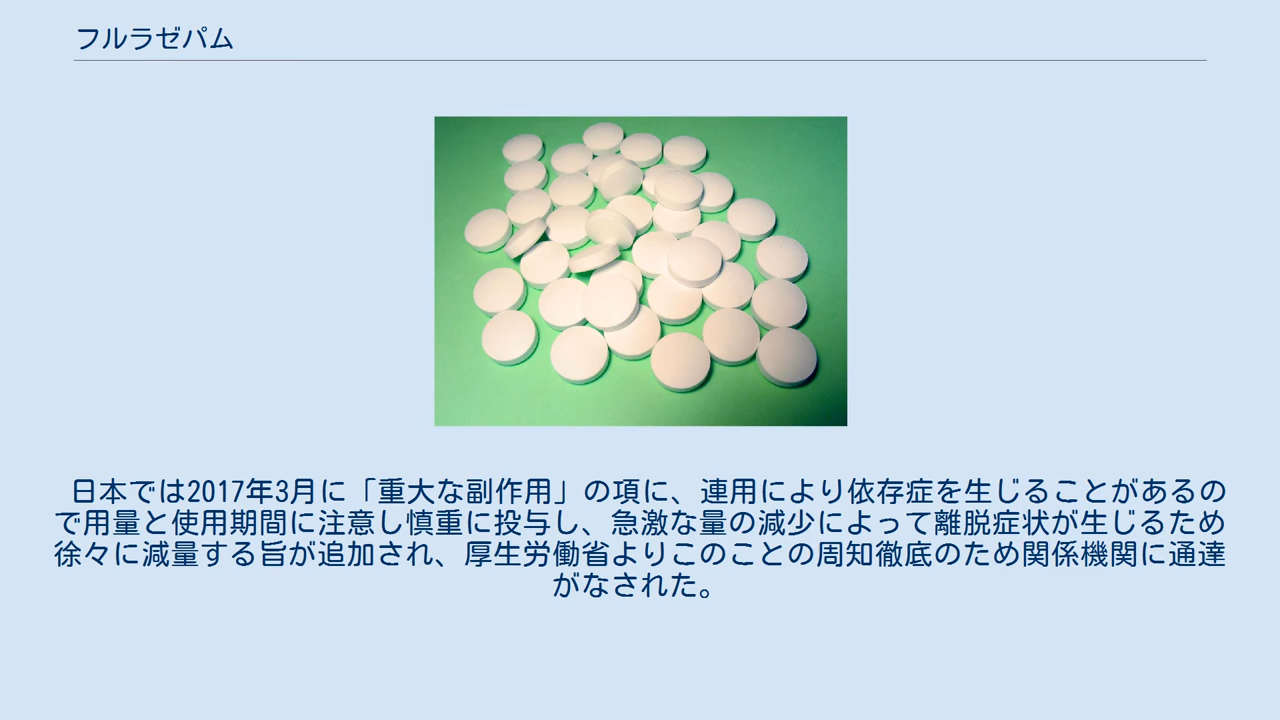 フルラゼパム
日本では2017年3月に「重大な副作用」の項に、連用により依存症を生じることがあるの
で用量と使用期間に注意し慎重に投与し、急激な量の減少によって離脱症状が生じるため
徐々に減量する旨が追加され、厚生労働省よりこのことの周知徹底のため関係機関に通達
がなされた。